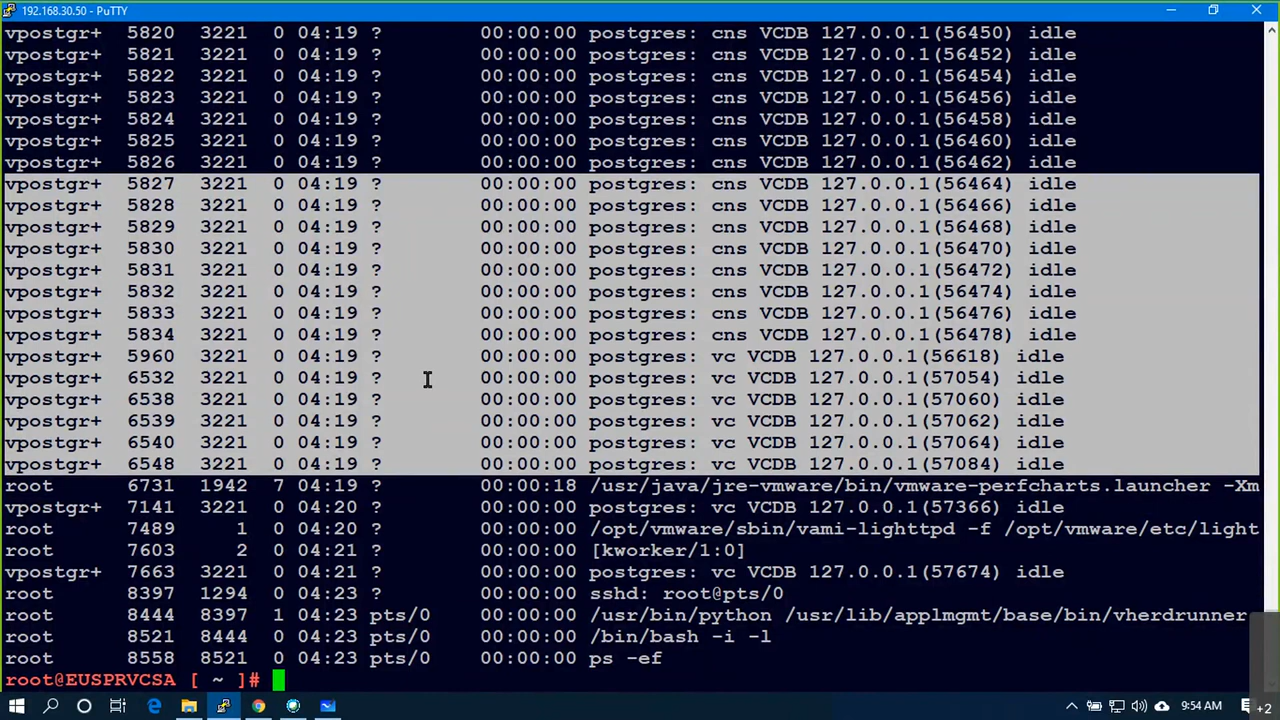 192.168.30.50 - PuTTY
vpostgr+  5820  3221  0 04:19 ?        00:00:00 postgres: cns VCDB 127.0.0.1(56450) idle
vpostgr+  5821  3221  0 04:19 ?        00:00:00 postgres: cns VCDB 127.0.0.1(56452) idle
vpostgr+  5822  3221  0 04:19 ?        00:00:00 postgres: cns VCDB 127.0.0.1(56454) idle
vpostgr+  5823  3221  0 04:19 ?        00:00:00 postgres: cns VCDB 127.0.0.1(56456) idle
vpostgr+  5824  3221  0 04:19 ?        00:00:00 postgres: cns VCDB 127.0.0.1(56458) idle
vpostgr+  5825  3221  0 04:19 ?        00:00:00 postgres: cns VCDB 127.0.0.1(56460) idle
vpostgr+  5826  3221  0 04:19 ?        00:00:00 postgres: cns VCDB 127.0.0.1(56462) idle
vpostgr+  5827  3221  0 04:19 ?        00:00:00 postgres: cns VCDB 127.0.0.1(56464) idle
vpostgr+  5828  3221  0 04:19 ?        00:00:00 postgres: cns VCDB 127.0.0.1(56466) idle
vpostgr+  5829  3221  0 04:19 ?        00:00:00 postgres: cns VCDB 127.0.0.1(56468) idle
vpostgr+  5830  3221  0 04:19 ?        00:00:00 postgres: cns VCDB 127.0.0.1(56470) idle
vpostgr+  5831  3221  0 04:19 ?        00:00:00 postgres: cns VCDB 127.0.0.1(56472) idle
vpostgr+  5832  3221  0 04:19 ?        00:00:00 postgres: cns VCDB 127.0.0.1(56474) idle
vpostgr+  5833  3221  0 04:19 ?        00:00:00 postgres: cns VCDB 127.0.0.1(56476) idle
vpostgr+  5834  3221  0 04:19 ?        00:00:00 postgres: cns VCDB 127.0.0.1(56478) idle
vpostgr+  5960  3221  0 04:19 ?        00:00:00 postgres: vc VCDB 127.0.0.1(56618) idle
vpostgr+  6532  3221  0 04:19 ?        00:00:00 postgres: vc VCDB 127.0.0.1(57054) idle
vpostgr+  6538  3221  0 04:19 ?        00:00:00 postgres: vc VCDB 127.0.0.1(57060) idle
vpostgr+  6539  3221  0 04:19 ?        00:00:00 postgres: vc VCDB 127.0.0.1(57062) idle
vpostgr+  6540  3221  0 04:19 ?        00:00:00 postgres: vc VCDB 127.0.0.1(57064) idle
vpostgr+  6548  3221  0 04:19 ?        00:00:00 postgres: vc VCDB 127.0.0.1(57084) idle
root      6731  1942  7 04:19 ?        00:00:18 /usr/java/jre-vmware/bin/vmware-perfcharts.launcher -Xm
vpostgr+  7141  3221  0 04:20 ?        00:00:00 postgres: vc VCDB 127.0.0.1(57366) idle
root      7489     1  0 04:21 ?        00:00:00 /opt/vmware/sbin/vami-lighttpd -f /opt/vmware/etc/light
root      7603     2  0 04:21 ?        00:00:00 [kworker/1:0]
vpostgr+  7663  3221  0 04:21 ?        00:00:00 postgres: vc VCDB 127.0.0.1(57674) idle
root      8397  1294  0 04:23 ?        00:00:00 sshd: root@pts/0
root      8444  8397  1 04:23 pts/0    00:00:00 /usr/bin/python /usr/lib/applmgmt/base/bin/vherdrunner
root      8521  8444  0 04:23 pts/0    00:00:00 /bin/bash -i -l
root      8558  8521  0 04:23 pts/0    00:00:00 ps -ef
root@EUSPRVCSA [ ~ ]#
9:54 AM
+2